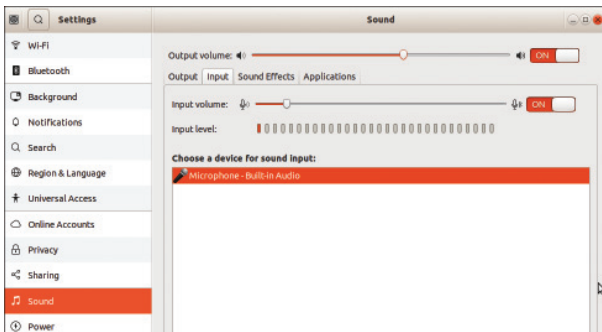 Settings
Sound
Wi-Fi
Bluetooth
Background
Notifications
Search
Region & Language
Universal Access
Online Accounts
Privacy
Sharing
Sound
Power
Output volume:
ON
Output Input Sound Effects Applications
Input volume:
ON
Input level:
Choose a device for sound input:
Microphone - Built-in Audio